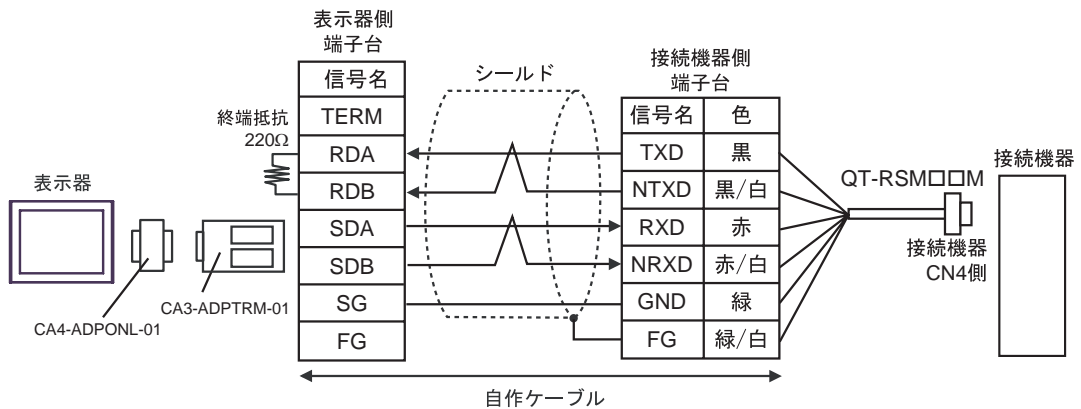 表示器側
端子台
信号名
TERM
RDA
RDB
SDA
SDB
SG
FG
終端抵抗
220Ω
シールド
接続機器側
端子台
信号名 色
TXD 黒
NTXD 黒/白
RXD 赤
NRXD 赤/白
GND 緑
FG 緑/白
QT-RSM□□M
接続機器
CN4側
接続機器
表示器
CA4-ADPONL-01
CA3-ADPTRM-01
自作ケーブル